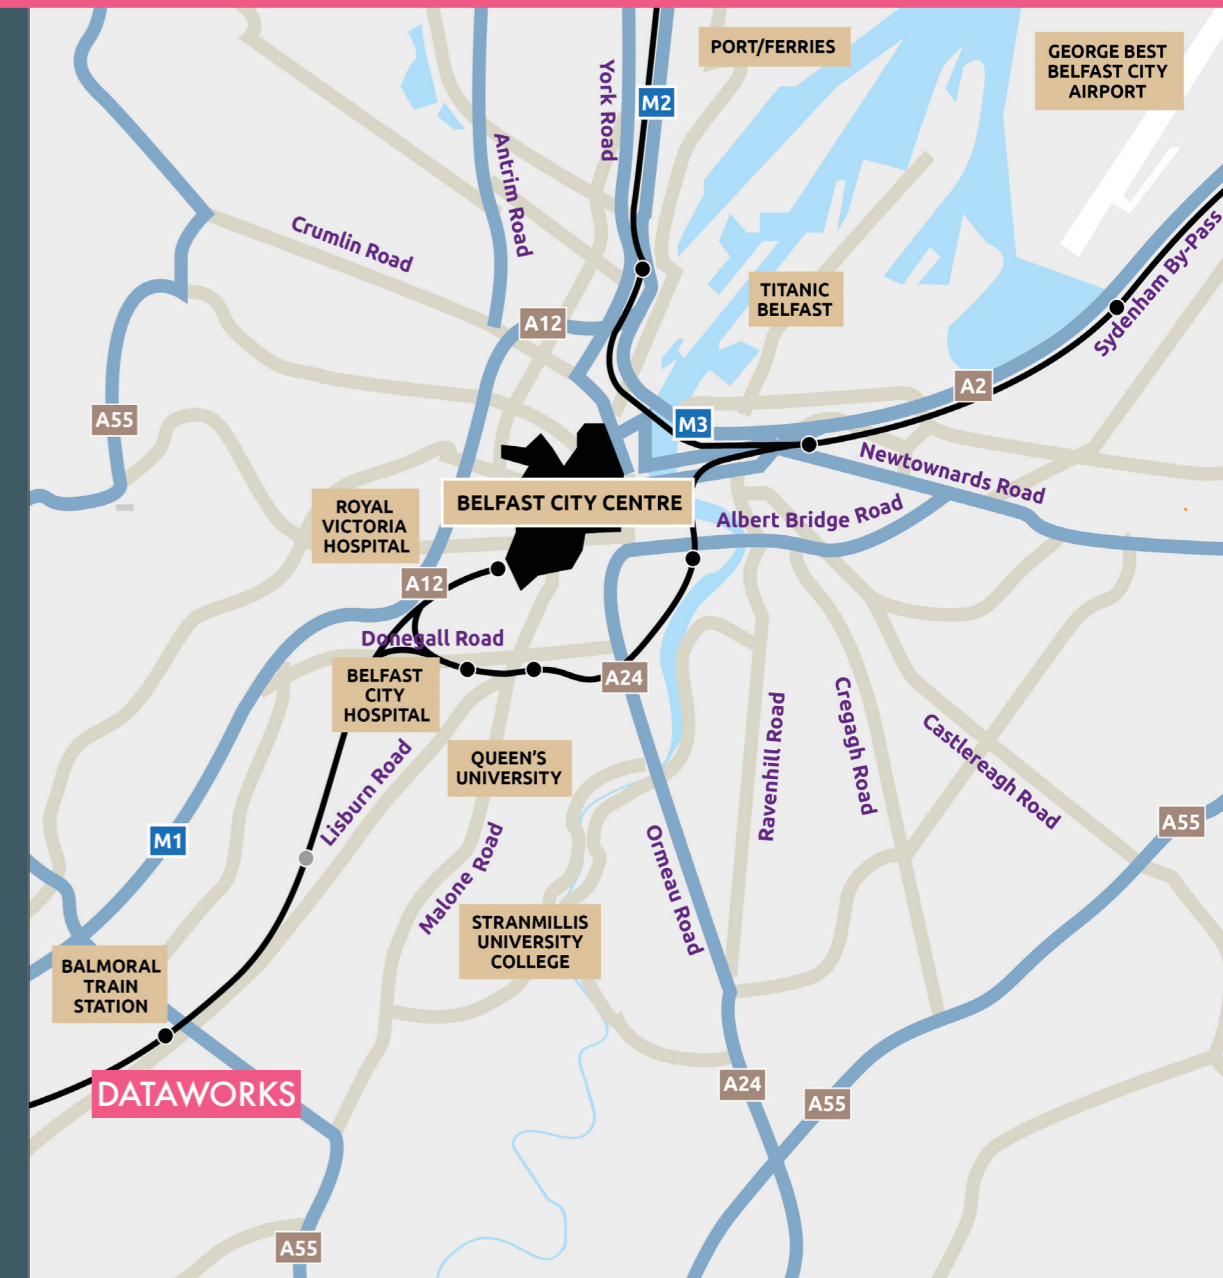 PORT/FERRIES
GEORGE BEST
BELFAST CITY
AIRPORT
York Road
M2
Antrim Road
Crumlin Road
Sydenham By-Pass
TITANIC
BELFAST
A12
A2
A55
M3
Newtownards Road
ROYAL
VICTORIA
HOSPITAL
BELFAST CITY CENTRE
Albert Bridge Road
A12
Donegall Road
BELFAST
CITY
HOSPITAL
A24
QUEEN'S
UNIVERSITY
Lisburn Road
Ravenhill Road
Cregagh Road
Castlereagh Road
M1
A55
Malone Road
Ormeau Road
STRANMILLIS
UNIVERSITY
COLLEGE
BALMORAL
TRAIN
STATION
DATAWORKS
A24
A55
A55